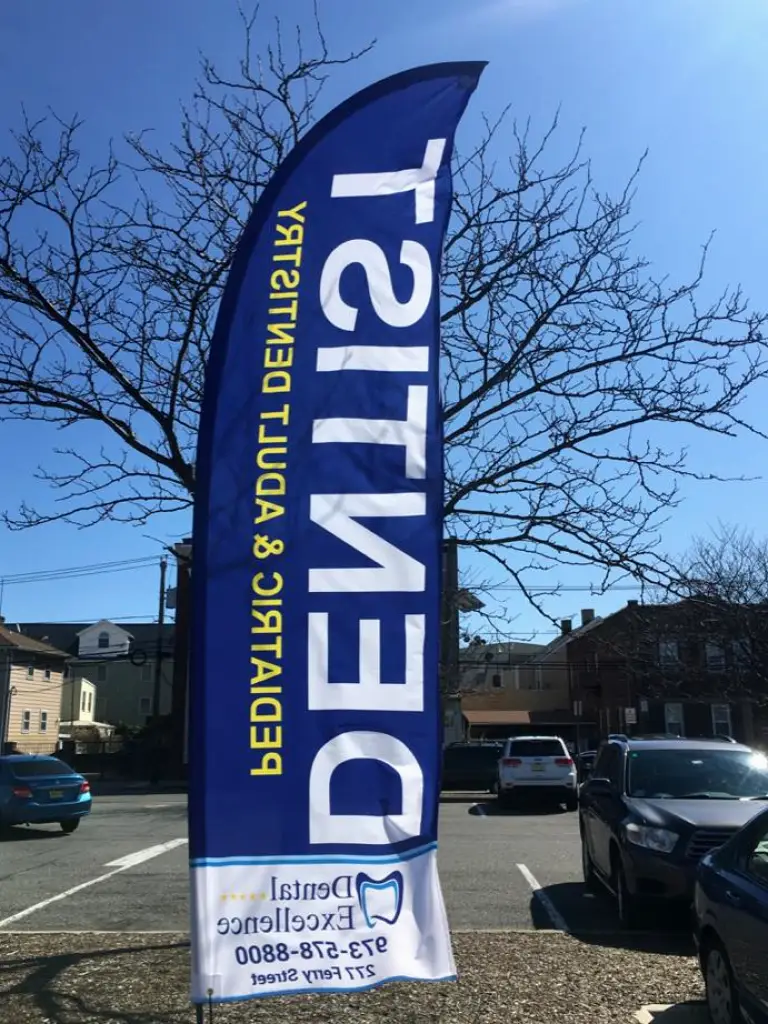 DENTIST
PEDIATRIC & ADULT DENTISTRY
Dental
Excellence
973-578-8800
277 Ferry Street